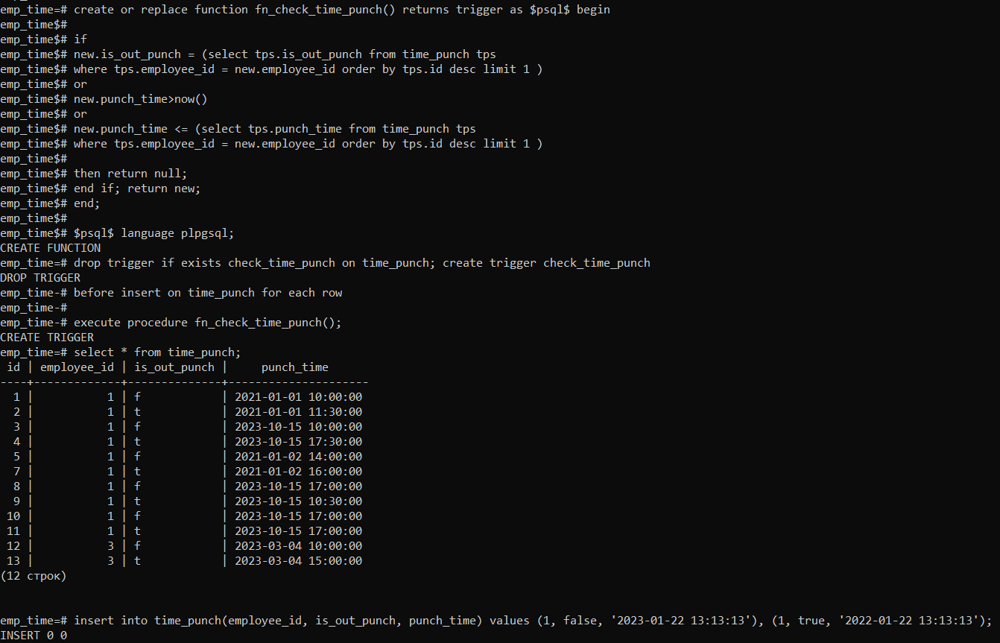 emp_time=# create or replace function fn_check_time_punch() returns trigger as $psql$ begin
emp_time$#
emp_time$# if
emp_time$# new.is_out_punch = (select tps.is_out_punch from time_punch tps
emp_time$# where tps.employee_id = new.employee_id order by tps.id desc limit 1 )
emp_time$# or
emp_time$# new.punch_time>now()
emp_time$# or
emp_time$# new.punch_time <= (select tps.punch_time from time_punch tps
emp_time$# where tps.employee_id = new.employee_id order by tps.id desc limit 1 )
emp_time$#
emp_time$# then return null;
emp_time$# end if; return new;
emp_time$# end;
emp_time$#
emp_time$# $psql$ language plpgsql;
CREATE FUNCTION
emp_time=# drop trigger if exists check_time_punch on time_punch; create trigger check_time_punch
DROP TRIGGER
emp_time-# before insert on time_punch for each row
emp_time-#
emp_time-# execute procedure fn_check_time_punch();
CREATE TRIGGER
emp_time=# select * from time_punch;
 id | employee_id | is_out_punch |     punch_time
----+-------------+--------------+---------------------
  1 |           1 | f            | 2021-01-01 10:00:00
  2 |           1 | t            | 2021-01-01 11:30:00
  3 |           1 | f            | 2023-10-15 10:00:00
  4 |           1 | t            | 2023-10-15 17:30:00
  5 |           1 | f            | 2021-01-02 14:00:00
  7 |           1 | t            | 2021-01-02 16:00:00
  8 |           1 | f            | 2023-10-15 17:00:00
  9 |           1 | t            | 2023-10-15 10:30:00
 10 |           1 | f            | 2023-10-15 17:00:00
 11 |           1 | t            | 2023-10-15 17:00:00
 12 |           3 | f            | 2023-03-04 10:00:00
 13 |           3 | t            | 2023-03-04 15:00:00
(12 строк)
emp_time=# insert into time_punch(employee_id, is_out_punch, punch_time) values (1, false, '2023-01-22 13:13:13'), (1, true, '2022-01-22 13:13:13');
INSERT 0 0